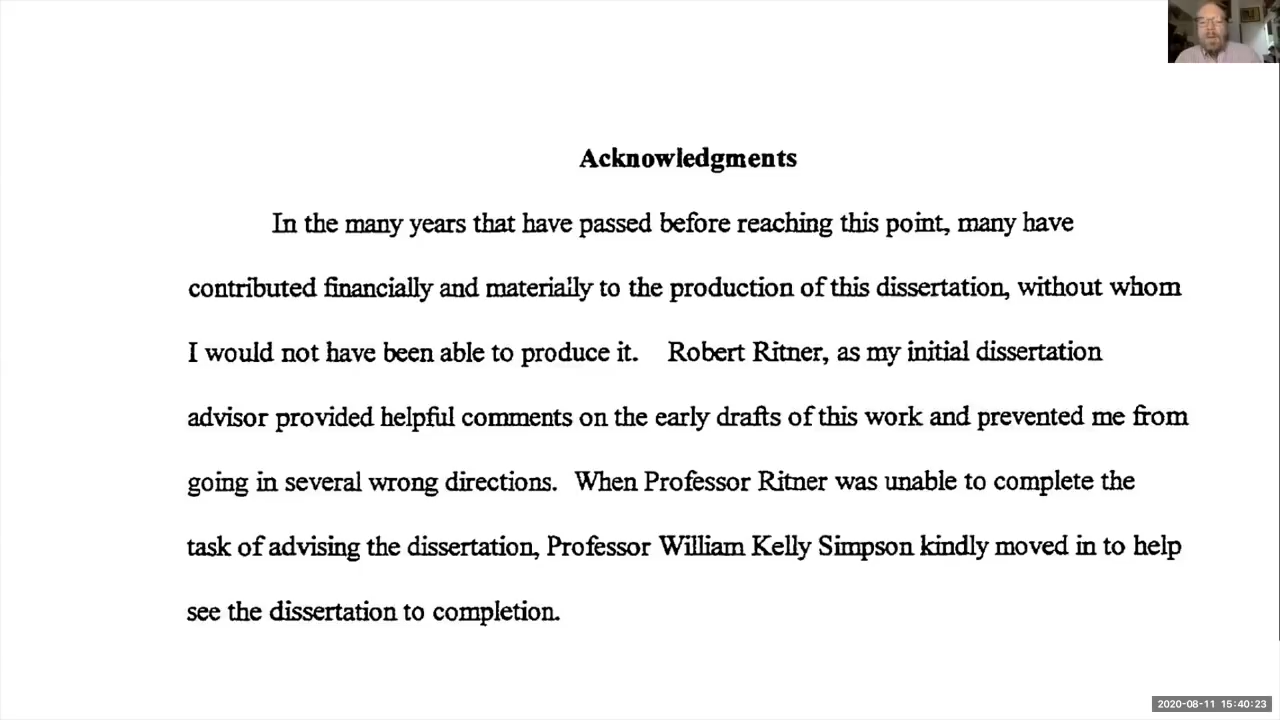 Acknowledgments
In the many years that have passed before reaching this point, many have
contributed financially and materially to the production of this dissertation, without whom
I would not have been able to produce it. Robert Ritner, as my initial dissertation
advisor provided helpful comments on the early drafts of this work and prevented me from
going in several wrong directions. When Professor Ritner was unable to complete the
task of advising the dissertation, Professor William Kelly Simpson kindly moved in to help
see the dissertation to completion.
2020-08-11 15:40:23